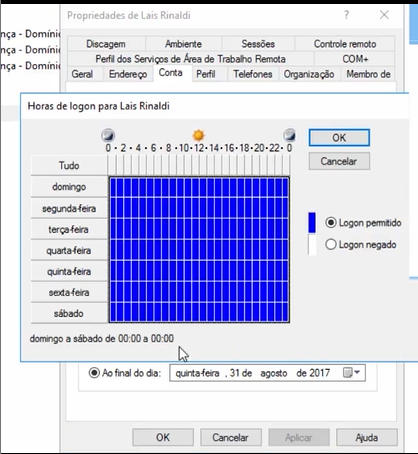 Propriedades de Lais Rinaldi
? ×
ança - Domíni
ança - Domínic
ança - Domínic
Discagem Ambiente Sessões Controle remoto
Perfil dos Serviços de Área de Trabalho Remota COM+
Geral Endereço Conta Perfil Telefones Organização Membro de
Horas de logon para Lais Rinaldi
0 · 2 · 4 · 6 · 8 · 10 · 12 · 14 · 16 · 18 · 20 · 22 · 0
OK
Cancelar
Tudo
domingo
segunda-feira
terça-feira
quarta-feira
quinta-feira
sexta-feira
sábado
Logon permitido
Logon negado
domingo a sábado de 00:00 a 00:00
Ao final do dia: quinta-feira , 31 de agosto de 2017
OK Cancelar Aplicar Ajuda